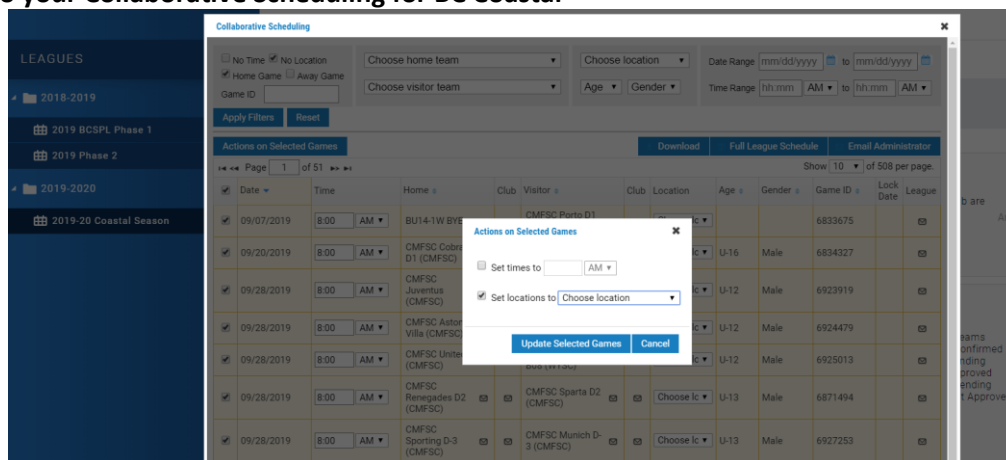 your Collaborative Scheduling for BC Coastal
Collaborative Scheduling ✖
LEAGUES
2018-2019
2019 BCSPL Phase 1
2019 Phase 2
2019-2020
2019-20 Coastal Season
No Time No Location Choose home team Choose location Date Range mm/dd/yyyy to mm/dd/yyyy
Home Game Away Game
Game ID Choose visitor team Age Gender Time Range hh:mm AM to hh:mm AM
Apply Filters Reset
Actions on Selected Games Download Full League Schedule Email Administrator
Page 1 of 51 Show 10 of 508 per page.
Date Time Home Club Visitor Club Location Age Gender Game ID Lock Date League
09/07/2019 8:00 AM BU14-1W BYE CMFSC Porto D1 6833675
09/20/2019 8:00 AM CMFSC Cobra D1 (CMFSC) U-16 Male 6834327
09/28/2019 8:00 AM CMFSC Juventus (CMFSC) U-12 Male 6923919
09/28/2019 8:00 AM CMFSC Aston Villa (CMFSC) U-12 Male 6924479
09/28/2019 8:00 AM CMFSC United (CMFSC) U-12 Male 6925013
09/28/2019 8:00 AM CMFSC Renegades D2 (CMFSC) CMFSC Sparta D2 (CMFSC) Choose lc U-13 Male 6871494
09/28/2019 8:00 AM CMFSC Sporting D-3 (CMFSC) CMFSC Munich D-3 (CMFSC) Choose lc U-13 Male 6927253
Actions on Selected Games ✖
Set times to AM
Set locations to Choose location
Update Selected Games Cancel
b are
eams
onfirmed
nding
proved
ending
t Approve